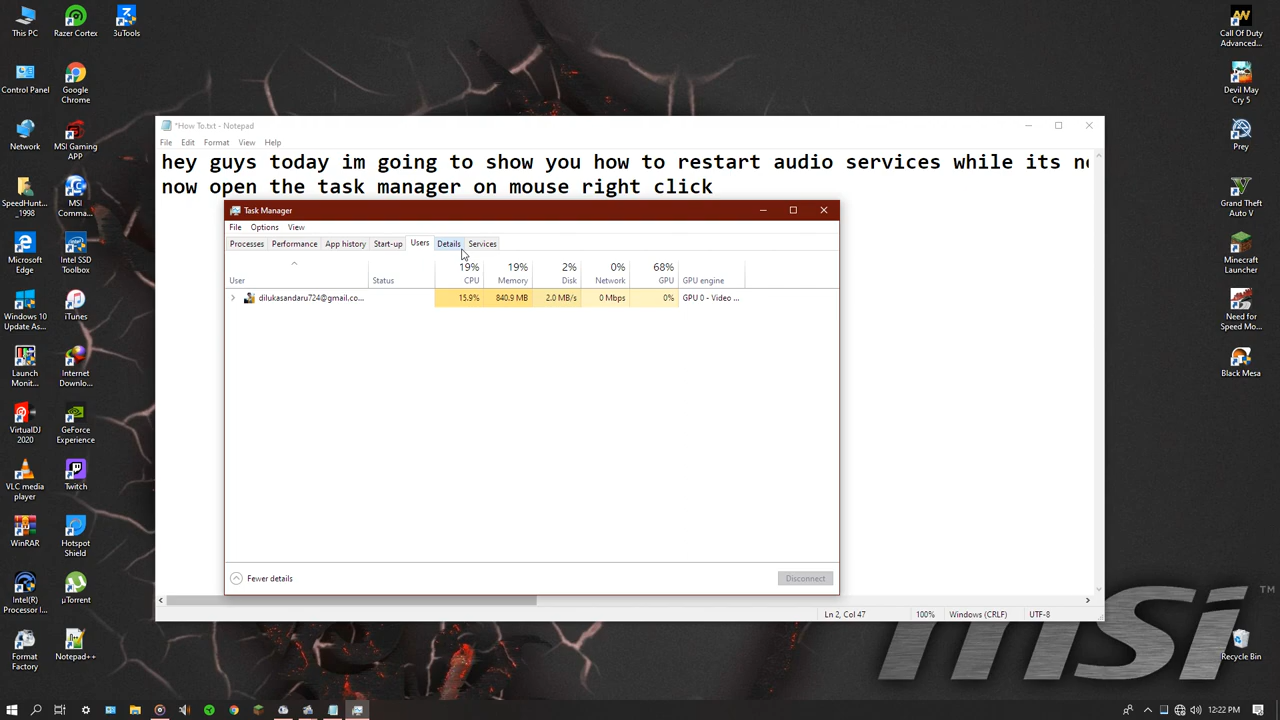 This PC
Razer Cortex
3uTools
Control Panel
Google
Chrome
Network
MSI Gaming
APP
SpeedHunt...
_1998
MSI
Comma...
Microsoft
Edge
Intel SSD
Toolbox
Windows 10
Update As...
iTunes
Launch
Monit...
Internet
Downlo...
VirtualDJ
2020
GeForce
Experience
VLC media
player
Twitch
WinRAR
Hotspot
Shield
Intel(R)
Processor I...
µTorrent
Format
Factory
Notepad++
*How To.txt - Notepad
File Edit Format View Help
hey guys today im going to show you how to restart audio services while its
now open the task manager on mouse right click
Task Manager
File Options View
Processes Performance App history Start-up Users Details Services
19% 19% 2% 0% 68%
User Status CPU Memory Disk Network GPU GPU engine
dilukasandaru724@gmail.co... 15.9% 840.9 MB 2.0 MB/s 0 Mbps 0% GPU 0 - Video ...
Fewer details Disconnect
Ln 2, Col 47 100% Windows (CRLF) UTF-8
Call Of Duty
Advanced...
AW
Devil May
Cry 5
Prey
Grand Theft
Auto V
Minecraft
Launcher
Need for
Speed Mo...
Black Mesa
msi TM
Recycle Bin
12:22 PM